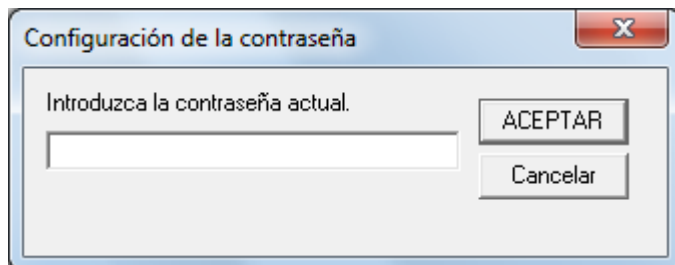 Configuración de la contraseña
Introduzca la contraseña actual.
ACEPTAR
Cancelar